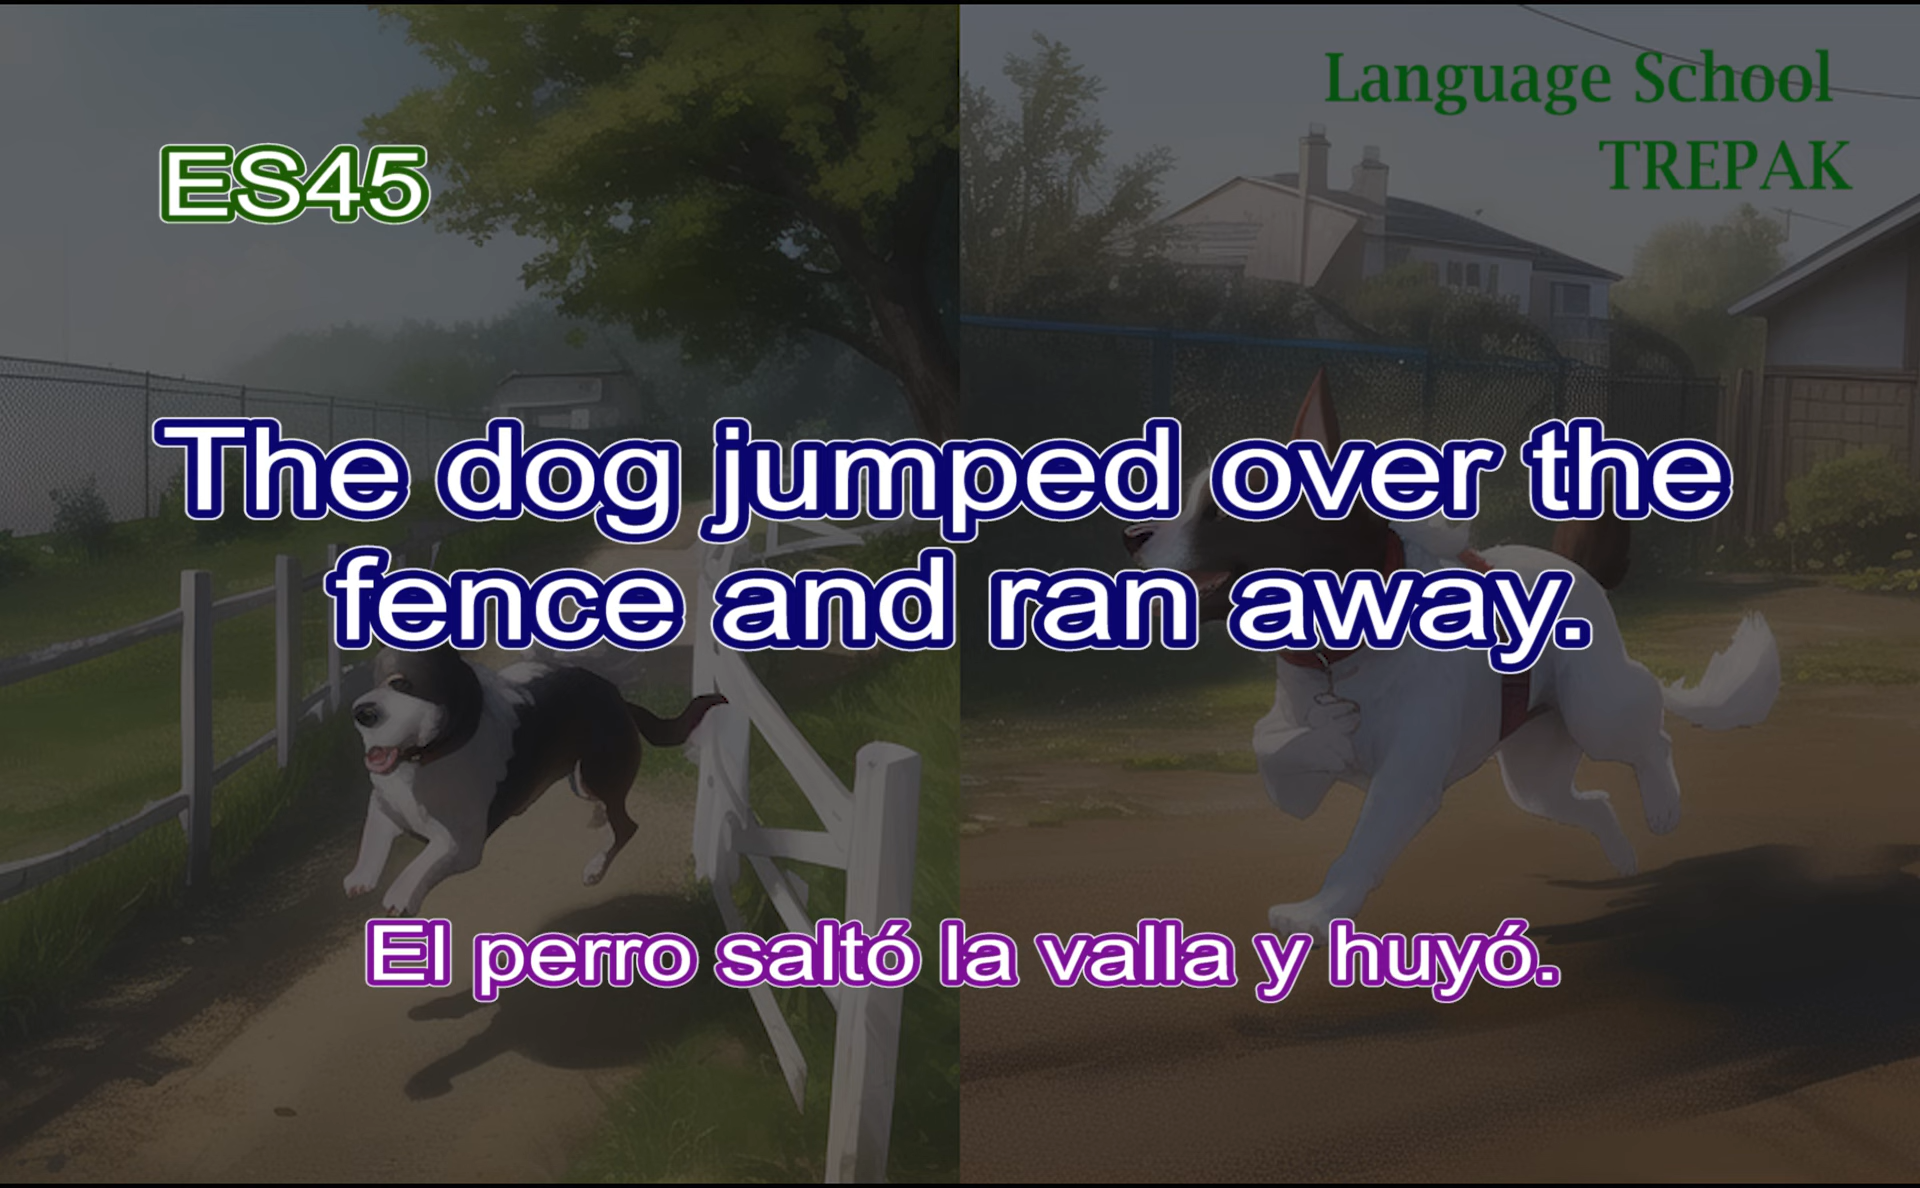 Language School
TREPAK
ES45
The dog jumped over the
fence and ran away.
El perro saltó la valla y huyó.